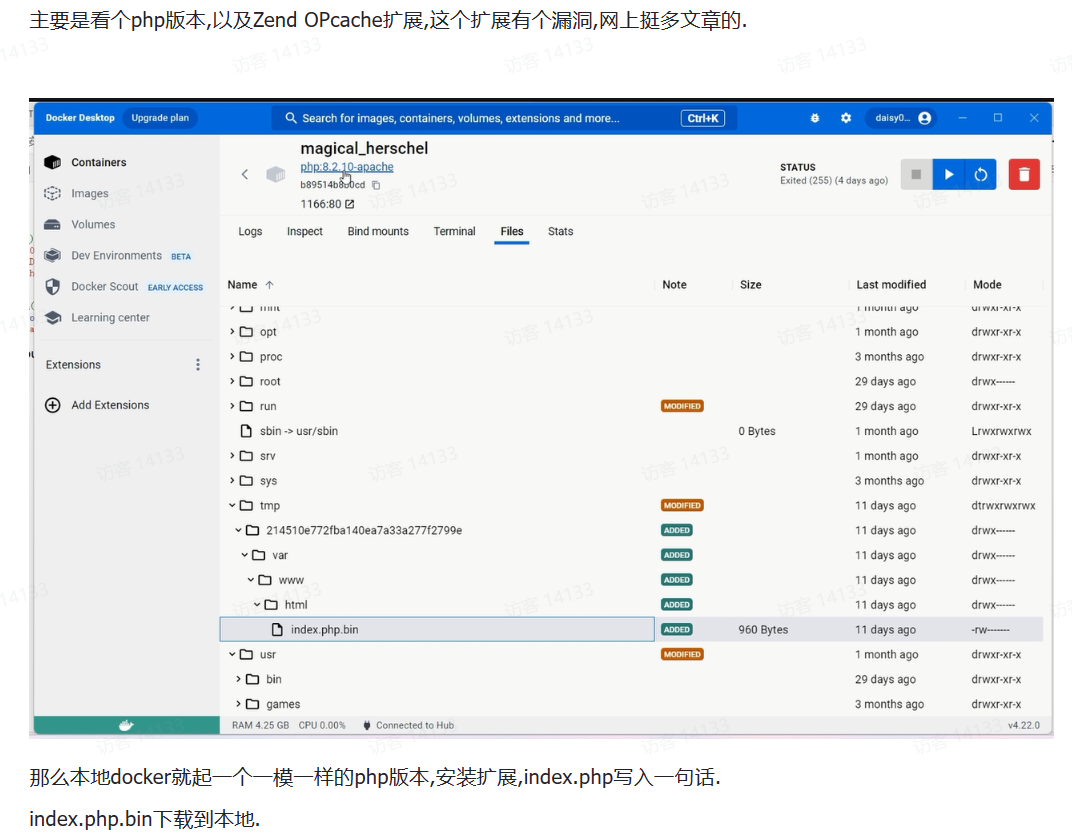 主要是看个php版本,以及Zend OPcache扩展,这个扩展有个漏洞,网上挺多文章的.
Docker Desktop Upgrade plan Search for images, containers, volumes, extensions and more... Ctrl+K daisy0...
Containers
Images
Volumes
Dev Environments BETA
Docker Scout EARLY ACCESS
Learning center
Extensions
Add Extensions
magical_herschel
php:8.2.10-apache
1166:80
STATUS
Exited (255) (4 days ago)
Logs Inspect Bind mounts Terminal Files Stats
Name Note Size Last modified Mode
mnt 1 month ago drwxr-xr-x
opt 1 month ago drwxr-xr-x
proc 3 months ago drwxr-xr-x
root 29 days ago drwx------
run MODIFIED 29 days ago drwxr-xr-x
sbin -> usr/sbin 0 Bytes 1 month ago Lrwxrwxrwx
srv 1 month ago drwxr-xr-x
sys 3 months ago drwxr-xr-x
tmp MODIFIED 11 days ago dtrwxrwxrwx
214510e772fba140ea7a33a277f2799e ADDED 11 days ago drwx------
var ADDED 11 days ago drwx------
www ADDED 11 days ago drwx------
html ADDED 11 days ago drwx------
index.php.bin ADDED 960 Bytes 11 days ago -rw-------
usr MODIFIED 1 month ago drwxr-xr-x
bin 29 days ago drwxr-xr-x
games 3 months ago drwxr-xr-x
RAM 4.25 GB CPU 0.00% Connected to Hub v4.22.0
那么本地docker就起一个一模一样的php版本,安装扩展,index.php写入一句话.
index.php.bin下载到本地.
访客 14133